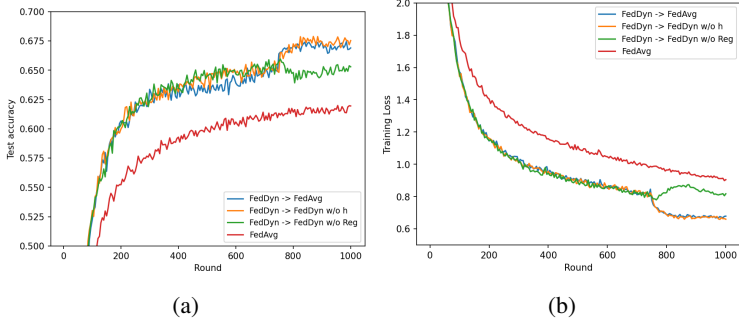 0.700
0.675
0.650
0.625
0.600
0.575
0.550
0.525
0.500
Test accuracy
FedDyn -> FedAvg
FedDyn -> FedDyn w/o h
FedDyn -> FedDyn w/o Reg
FedAvg
0 200 400 600 800 1000
Round
(a)
2.0
1.8
1.6
1.4
1.2
1.0
0.8
0.6
Training Loss
FedDyn -> FedAvg
FedDyn -> FedDyn w/o h
FedDyn -> FedDyn w/o Reg
FedAvg
0 200 400 600 800 1000
Round
(b)